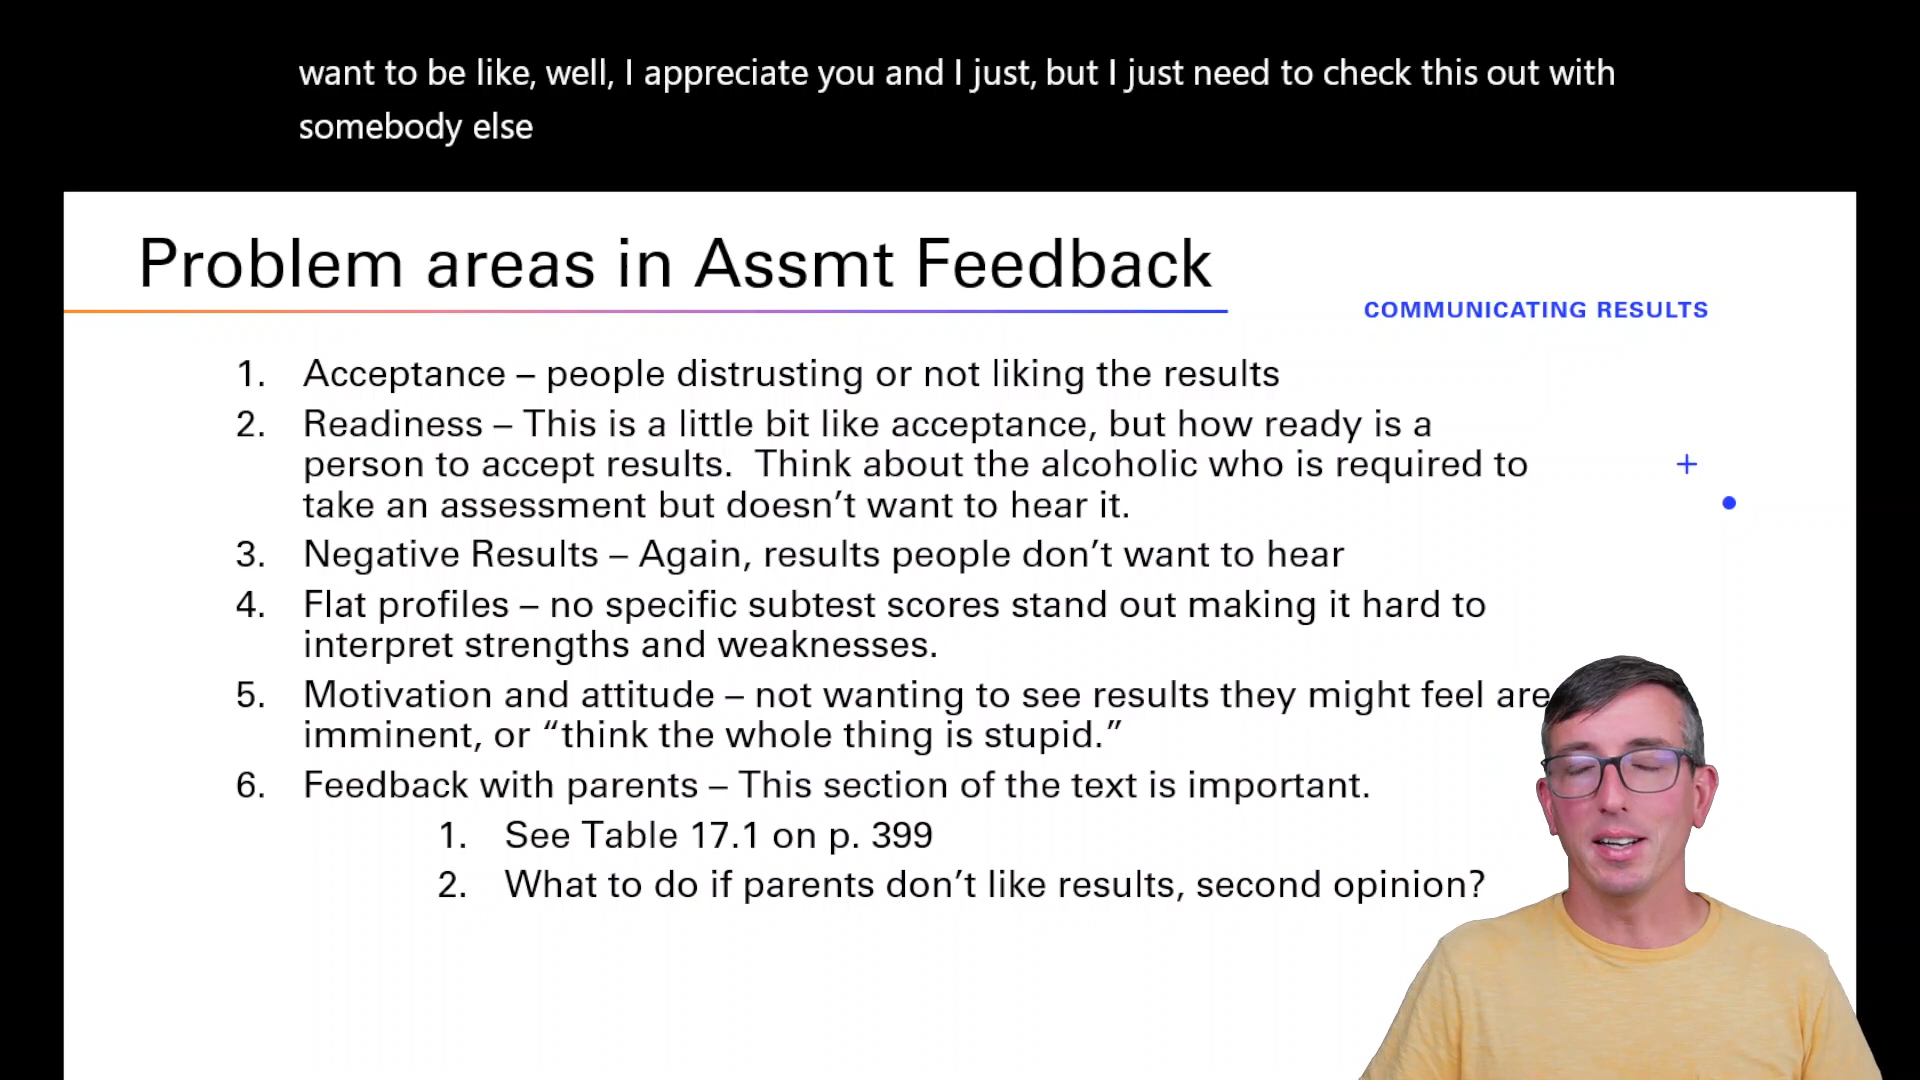 want to be like, well, I appreciate you and I just, but I just need to check this out with
somebody else
Problem areas in Assmt Feedback
COMMUNICATING RESULTS
1. Acceptance – people distrusting or not liking the results
2. Readiness – This is a little bit like acceptance, but how ready is a
person to accept results.  Think about the alcoholic who is required to
take an assessment but doesn’t want to hear it.
3. Negative Results – Again, results people don’t want to hear
4. Flat profiles – no specific subtest scores stand out making it hard to
interpret strengths and weaknesses.
5. Motivation and attitude – not wanting to see results they might feel are
imminent, or “think the whole thing is stupid.”
6. Feedback with parents – This section of the text is important.
1. See Table 17.1 on p. 399
2. What to do if parents don’t like results, second opinion?